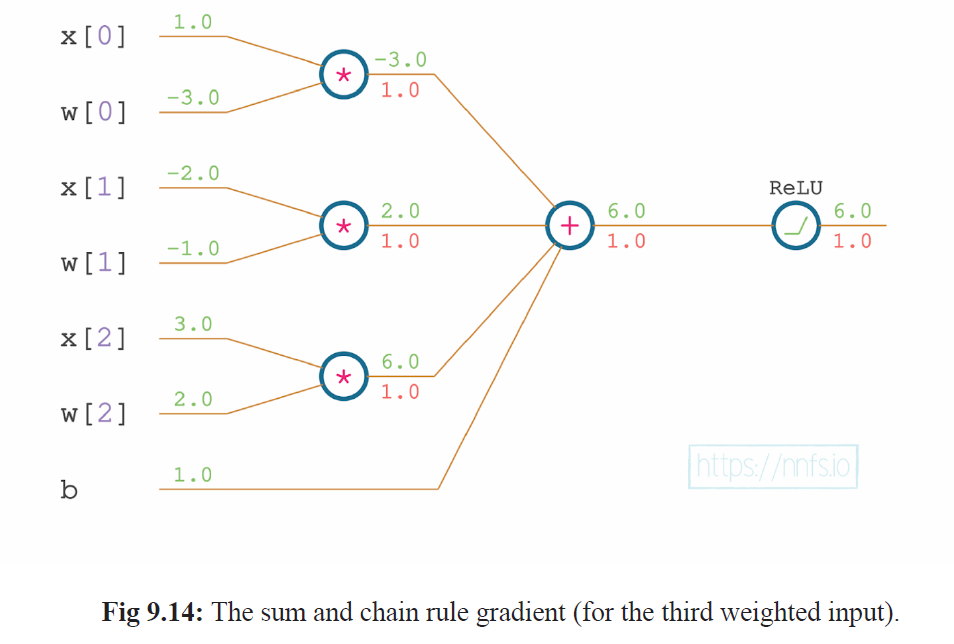 x[0] 1.0
-3.0
1.0
w[0] -3.0
x[1] -2.0
2.0
1.0
w[1] -1.0
x[2] 3.0
6.0
1.0
w[2] 2.0
b 1.0
*
*
*
+
6.0
1.0
ReLU
6.0
1.0
https://nnfs.io
Fig 9.14: The sum and chain rule gradient (for the third weighted input).